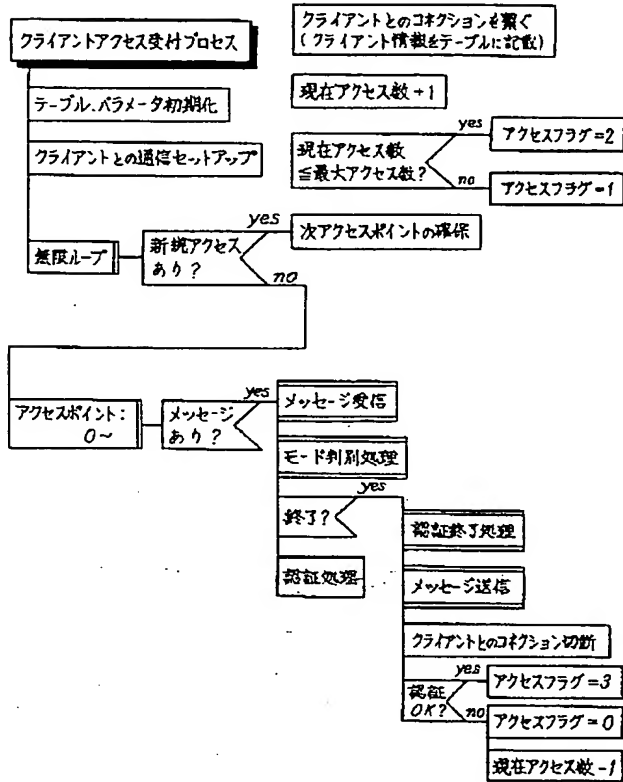 クライアントアクセス受付プロセス
テーブル、パラメータ初期化
クライアントとの通信セットアップ
無限ループ
新規アクセス
あり?
yes
no
クライアントとのコネクションを繋ぐ
(クライアント情報をテーブルに記載)
現在アクセス数+1
現在アクセス数
≦最大アクセス数?
yes
アクセスフラグ=2
no
アクセスフラグ=1
次アクセスポイントの確保
アクセスポイント:
0~
メッセージ
あり?
yes
メッセージ受信
モード判別処理
終了?
yes
認証処理
認証終了処理
メッセージ送信
クライアントとのコネクション切断
認証
OK?
yes
アクセスフラグ=3
no
アクセスフラグ=0
現在アクセス数-1